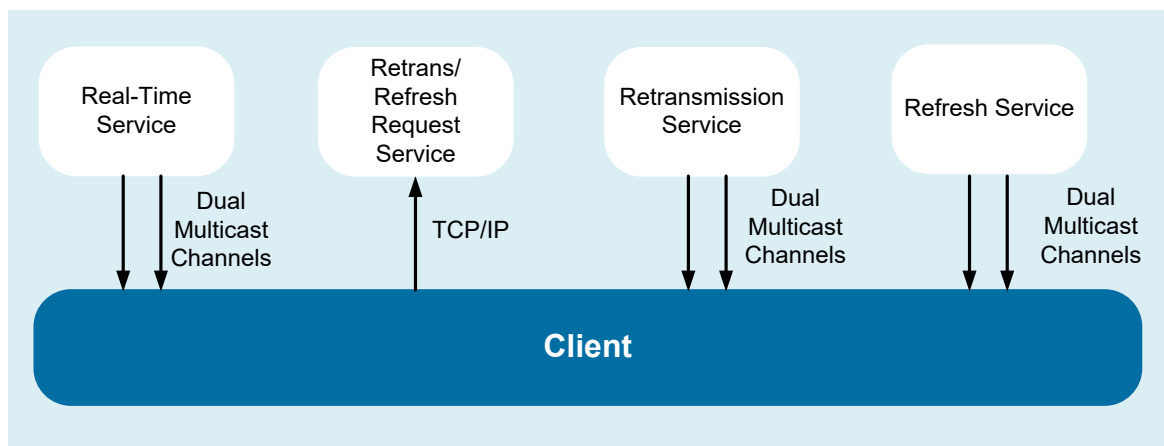 Real-Time
Service
Retrans/
Refresh
Request
Service
Retransmission
Service
Refresh Service
Dual
Multicast
Channels
TCP/IP
Dual
Multicast
Channels
Dual
Multicast
Channels
Client